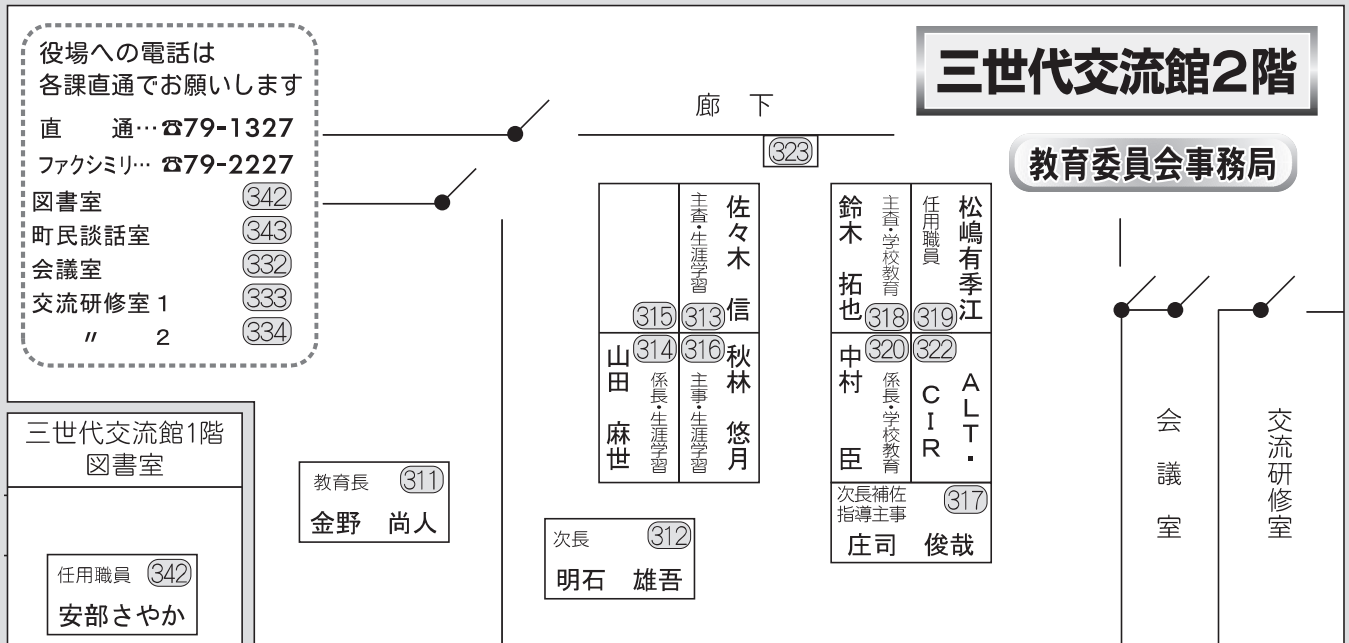 役場への電話は
各課直通でお願いします
直　　通…☎79-1327
ファクシミリ…☎79-2227
図書室 342
町民談話室 343
会議室 332
交流研修室 1 333
〃 2 334
三世代交流館2階
教育委員会事務局
廊 下
323
315
佐々木 信
主査・生涯学習
313
山田 麻世
314
係長・生涯学習
秋林 悠月
316
主事・生涯学習
鈴木 拓也
主査・学校教育
318
松嶋有季江
任用職員
319
中村 臣
320
係長・学校教育
322
ALT・
CIR
次長補佐
指導主事
317
庄司 俊哉
教育長 311
金野 尚人
次長 312
明石 雄吾
会議室
交流研修室
三世代交流館1階
図書室
任用職員 342
安部さやか